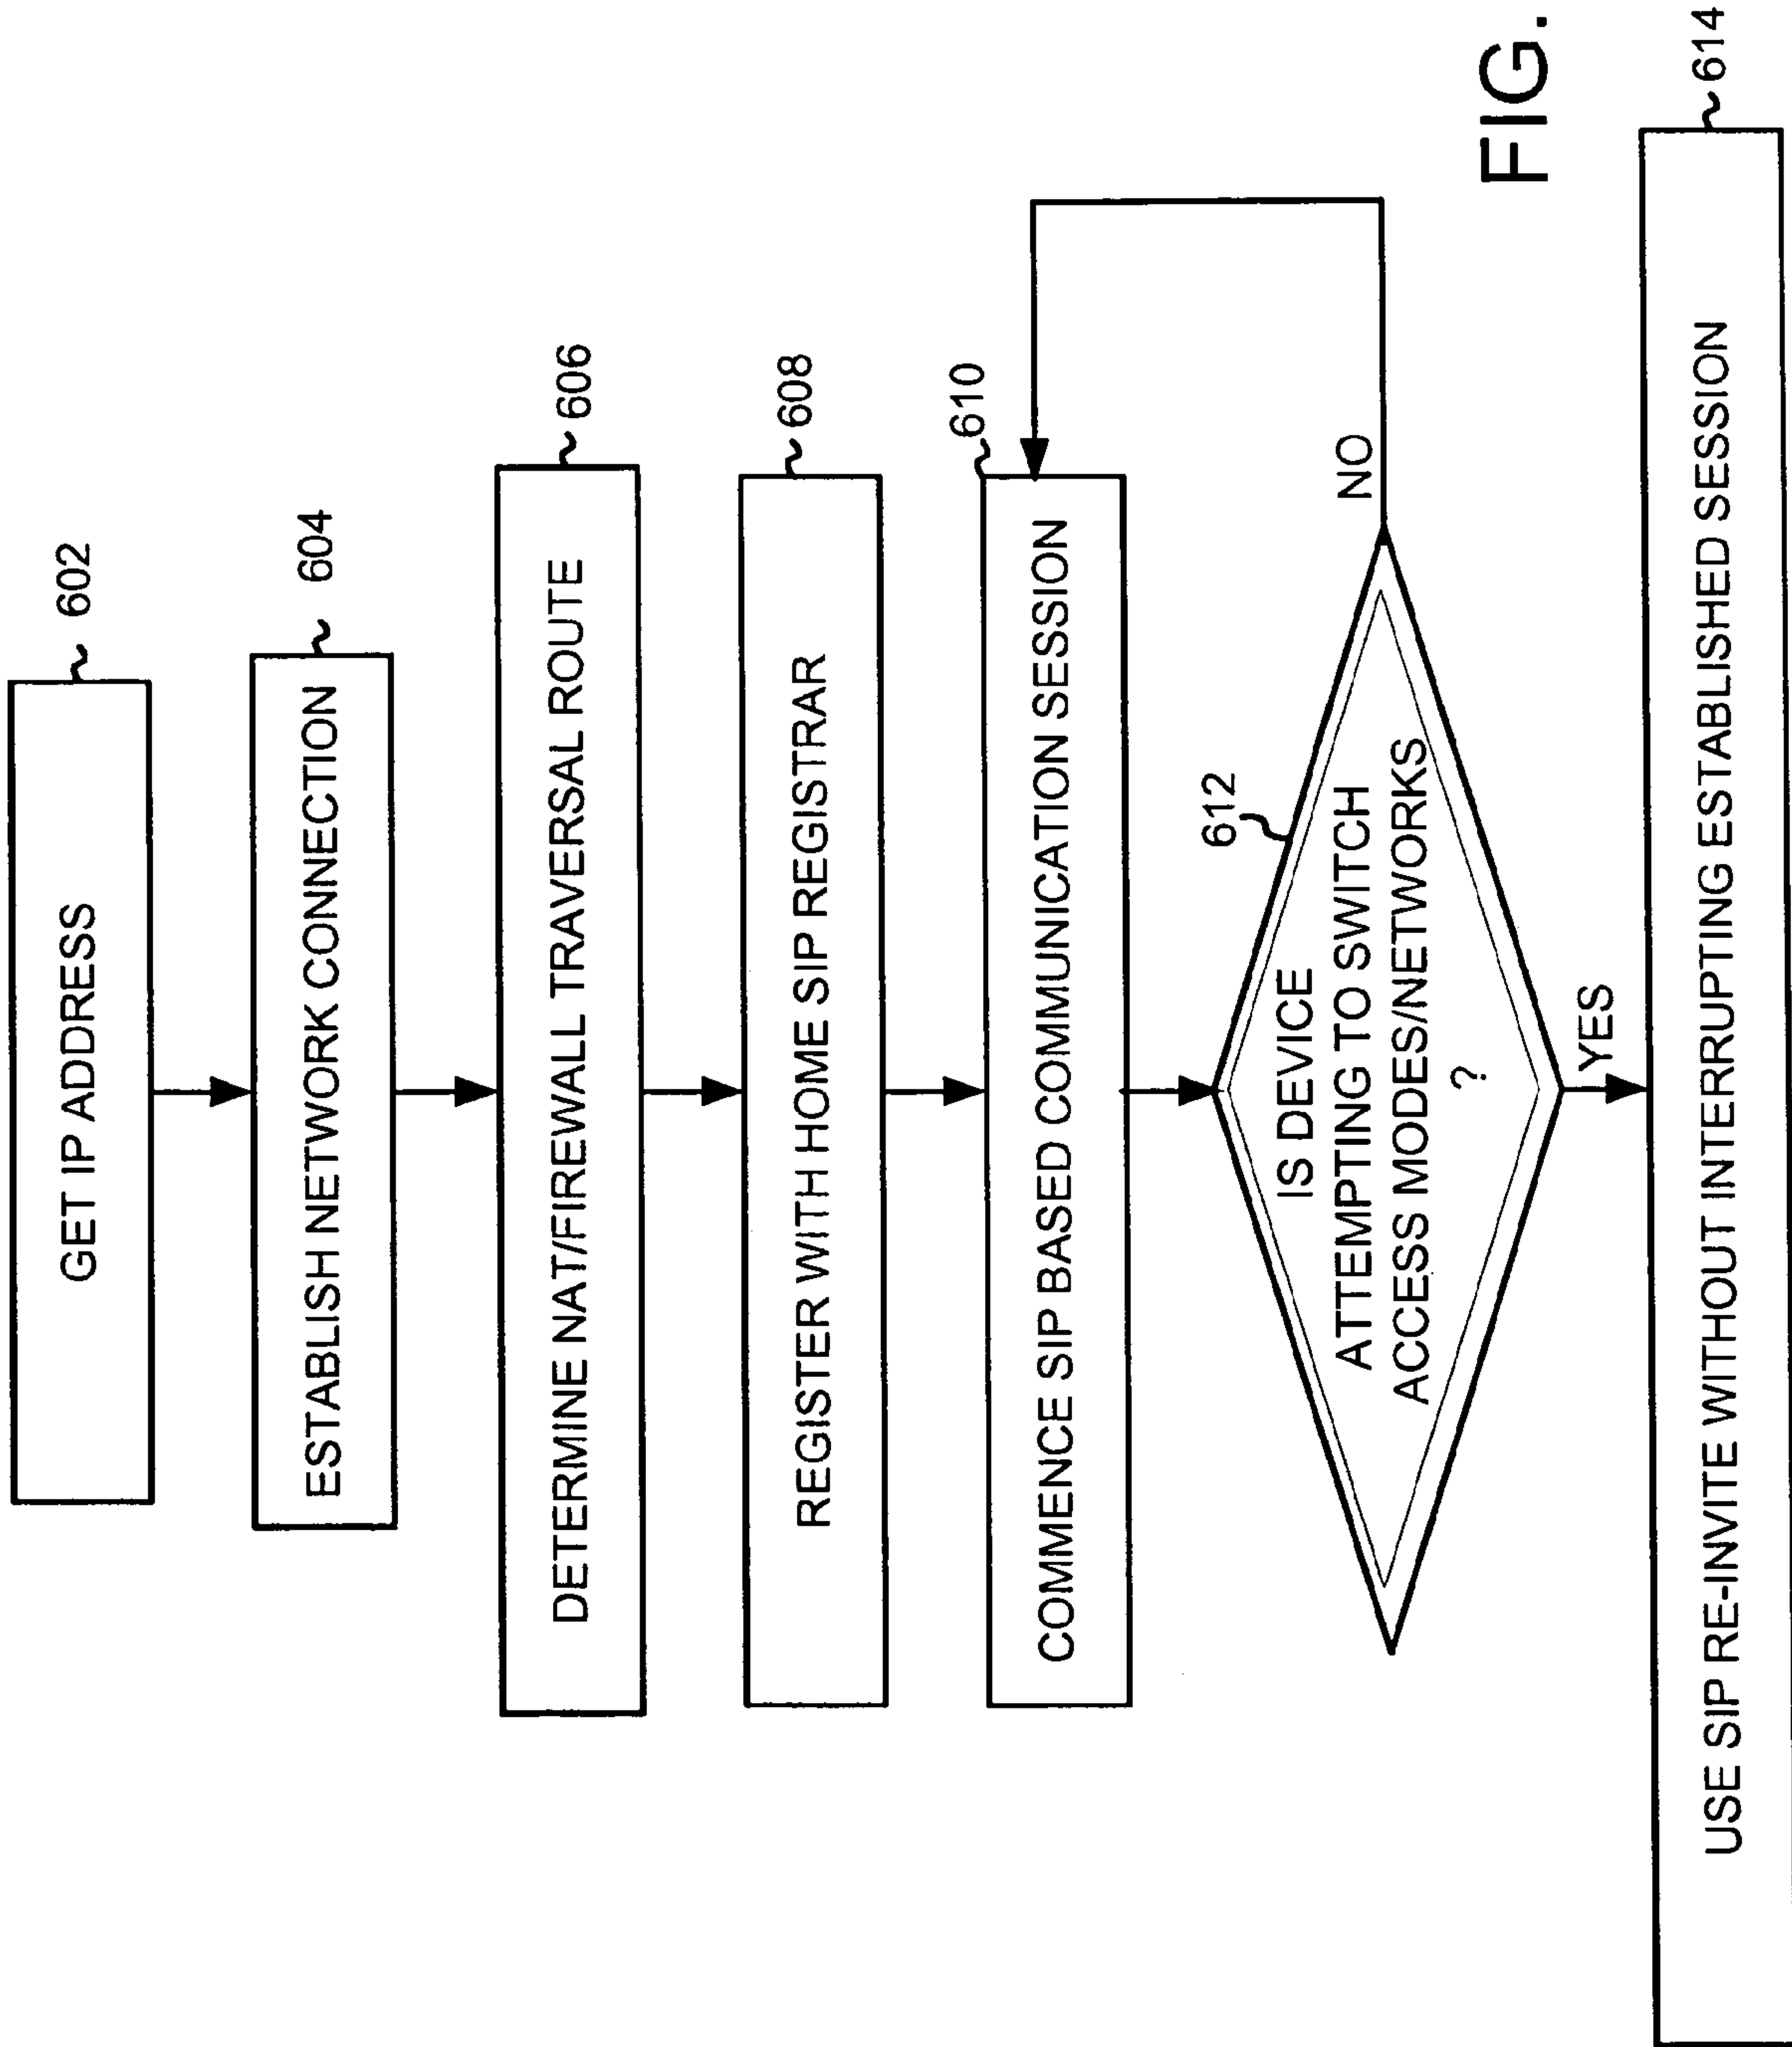 GET IP ADDRESS
602
ESTABLISH NETWORK CONNECTION
604
DETERMINE NAT/FIREWALL TRAVERSAL ROUTE
606
REGISTER WITH HOME SIP REGISTRAR
608
COMMENCE SIP BASED COMMUNICATION SESSION
610
612
IS DEVICE
ATTEMPTING TO SWITCH
ACCESS MODES/NETWORKS
?
NO
YES
USE SIP RE-INVITE WITHOUT INTERRUPTING ESTABLISHED SESSION
614
FIG.